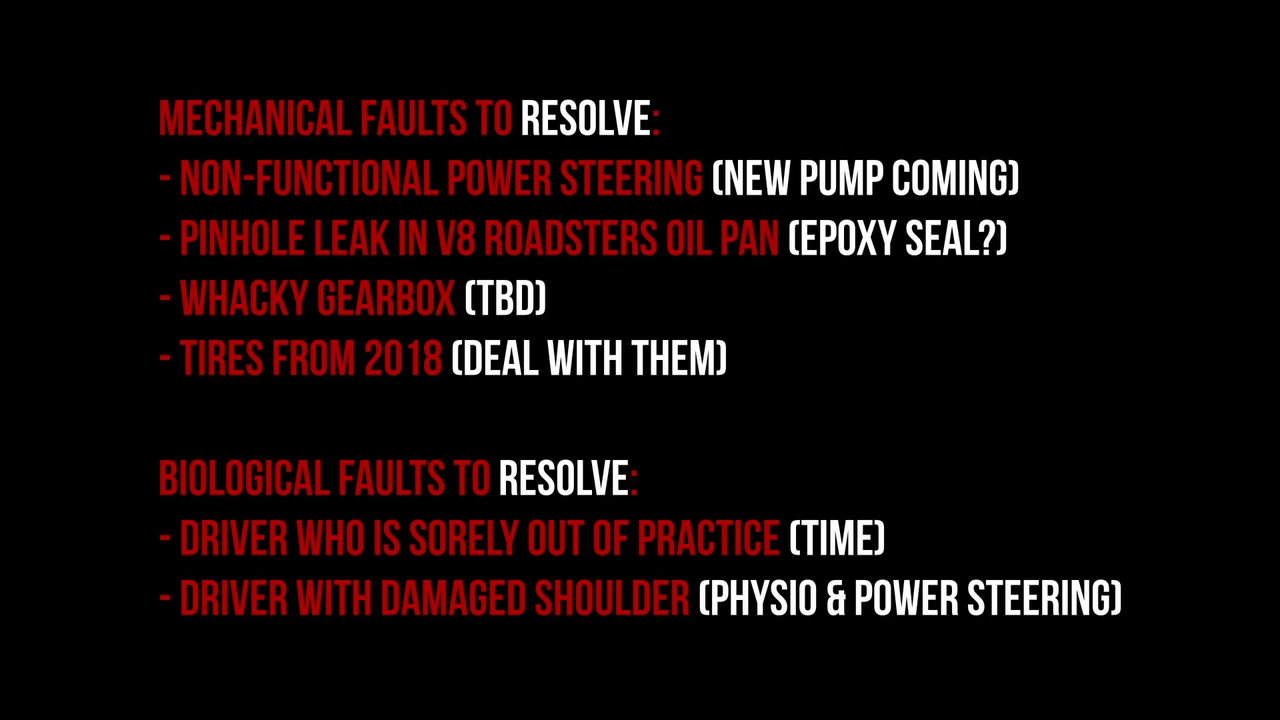 MECHANICAL FAULTS TO RESOLVE:
- NON-FUNCTIONAL POWER STEERING (NEW PUMP COMING)
- PINHOLE LEAK IN V8 ROADSTERS OIL PAN (EPOXY SEAL?)
- WHACKY GEARBOX (TBD)
- TIRES FROM 2018 (DEAL WITH THEM)
BIOLOGICAL FAULTS TO RESOLVE:
- DRIVER WHO IS SORELY OUT OF PRACTICE (TIME)
- DRIVER WITH DAMAGED SHOULDER (PHYSIO & POWER STEERING)